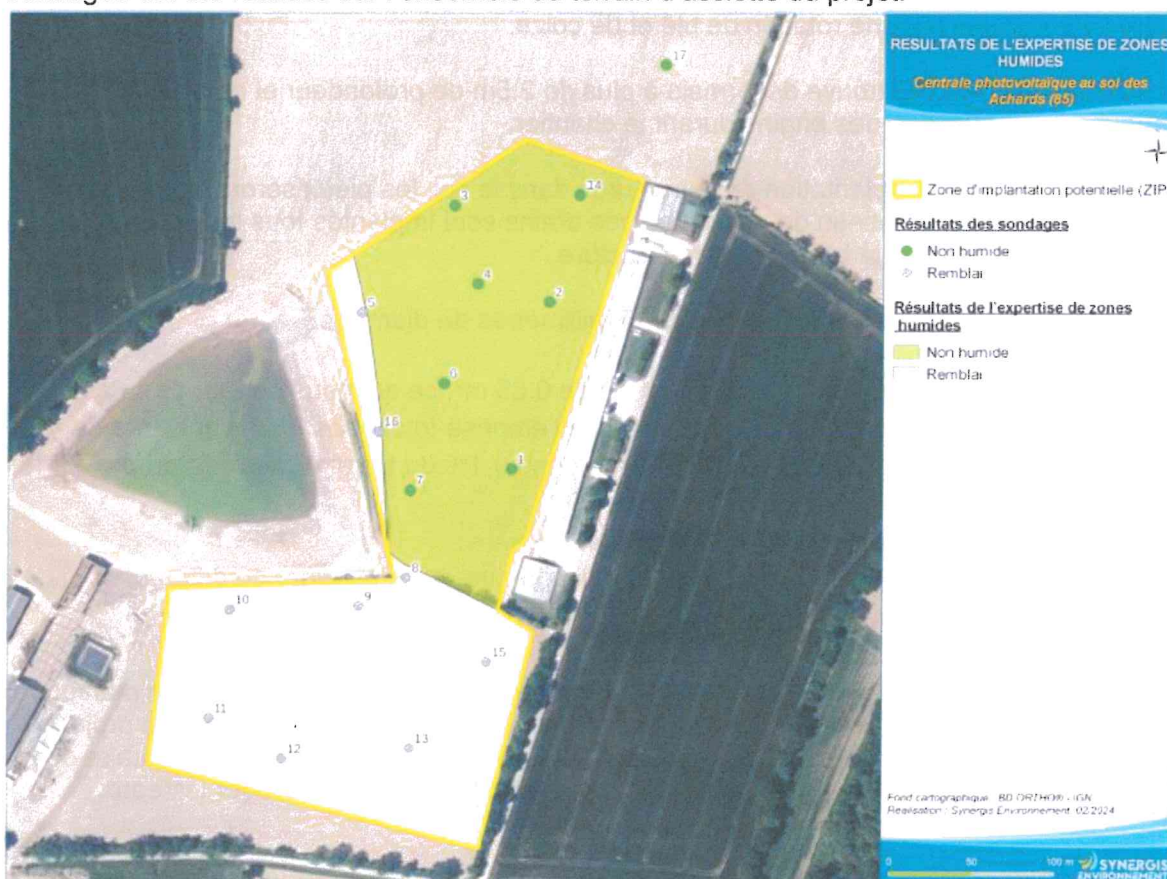 RESULTATS DE L'EXPERTISE DE ZONES
HUMIDES
Centrale photovoltaïque au sol des
Achards (85)
Zone d'implantation potentielle (ZIP
Résultats des sondages
Non humide
Remblai
Résultats de l'expertise de zones
humides
Non humide
Remblai
17
14
3
4
2
5
6
16
1
7
8
9
10
15
11
13
12
Fond cartographique : BD ORTHO® - IGN
Réalisation : Synergis Environnement 02/2024
0 50 100 m
SYNERGIS
ENVIRONNEMENT